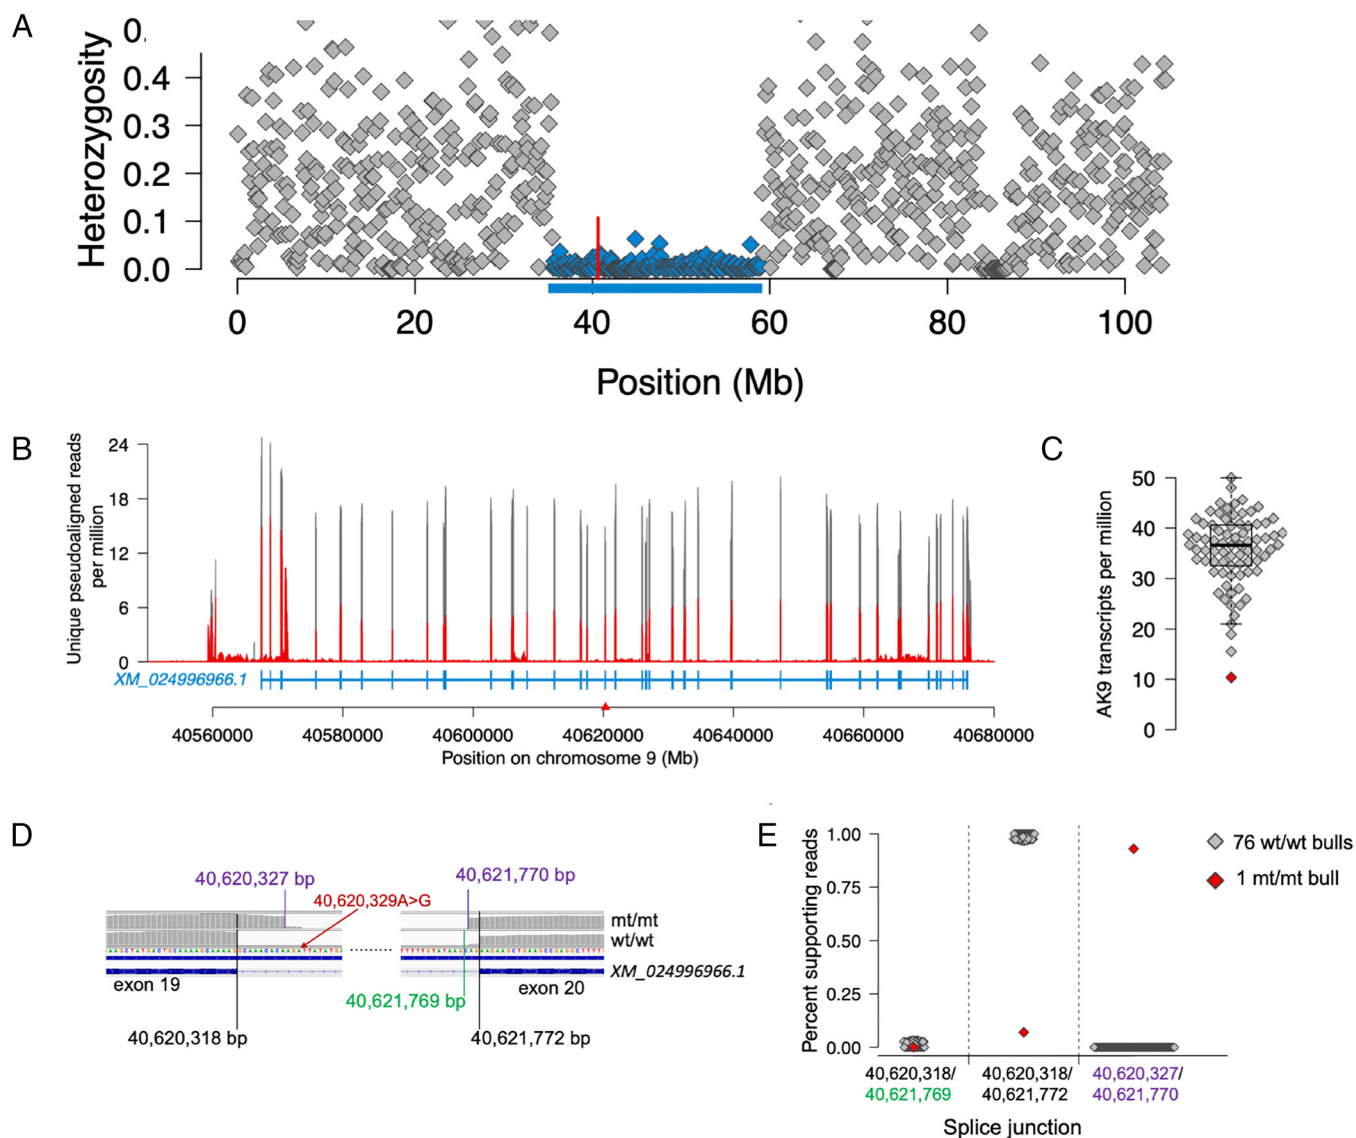 A
Heterozygosity
0.
0.4
0.3
0.2
0.1
0.0
0 20 40 60 80 100
Position (Mb)
B
Unique pseudoaligned reads
per million
24
18
12
6
0
XM_024996966.1
40560000 40580000 40600000 40620000 40640000 40660000 40680000
Position on chromosome 9 (Mb)
C
AK9 transcripts per million
50
40
30
20
10
0
D
40,620,327 bp
40,621,770 bp
40,620,329A>G
mt/mt
wt/wt
XM_024996966.1
exon 19
exon 20
40,621,769 bp
40,620,318 bp
40,621,772 bp
E
Percent supporting reads
1.00
0.75
0.50
0.25
0.00
76 wt/wt bulls
1 mt/mt bull
40,620,318/ 40,620,318/ 40,620,327/
40,621,769 40,621,772 40,621,770
Splice junction